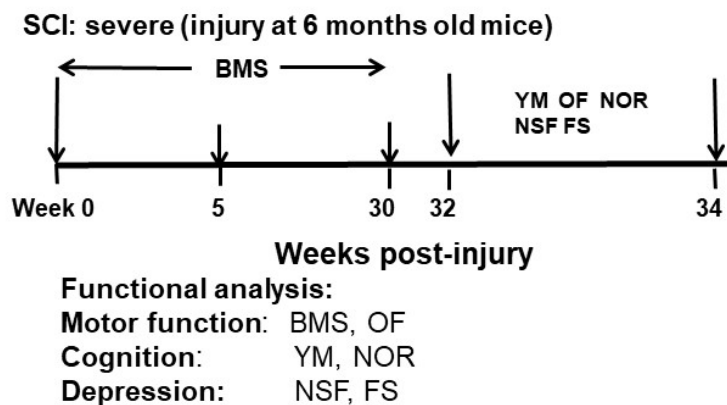 SCI: severe (injury at 6 months old mice)
BMS
YM OF NOR
NSF FS
Week 0 5 30 32 34
Weeks post-injury
Functional analysis:
Motor function: BMS, OF
Cognition: YM, NOR
Depression: NSF, FS